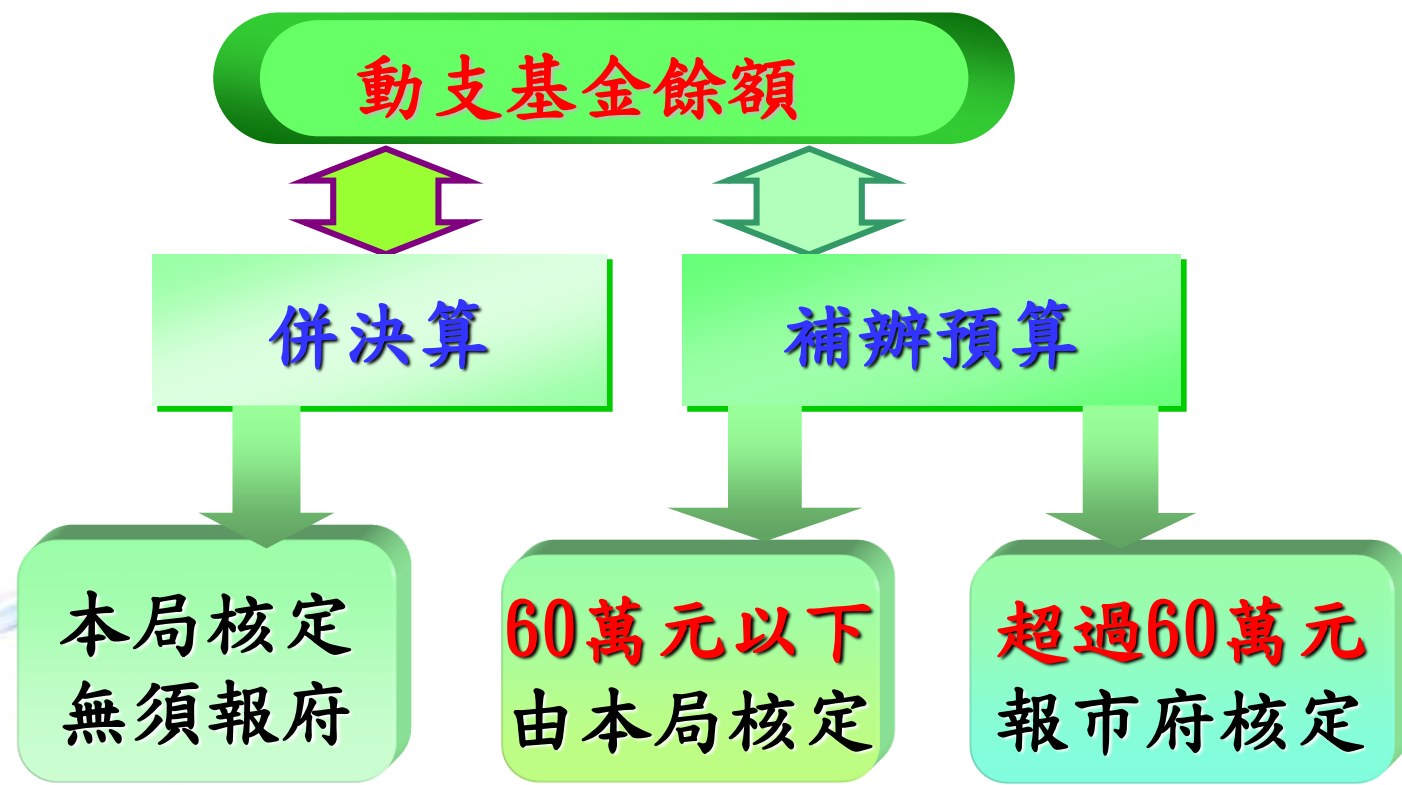 動支基金餘額
併決算
補辦預算
本局核定
無須報府
60萬元以下
由本局核定
超過60萬元
報市府核定